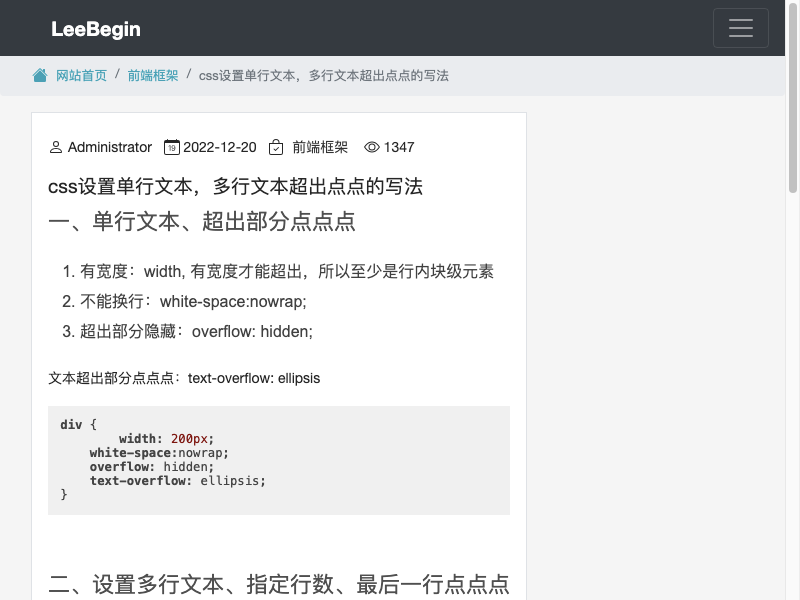 LeeBegin
网站首页 / 前端框架 / css设置单行文本，多行文本超出点点的写法
Administrator 19 2022-12-20 前端框架 1347
css设置单行文本，多行文本超出点点的写法
一、单行文本、超出部分点点点
1. 有宽度：width, 有宽度才能超出，所以至少是行内块级元素
2. 不能换行：white-space:nowrap;
3. 超出部分隐藏：overflow: hidden;
文本超出部分点点点：text-overflow: ellipsis
div {
width: 200px;
white-space:nowrap;
overflow: hidden;
text-overflow: ellipsis;
}
二、设置多行文本、指定行数、最后一行点点点